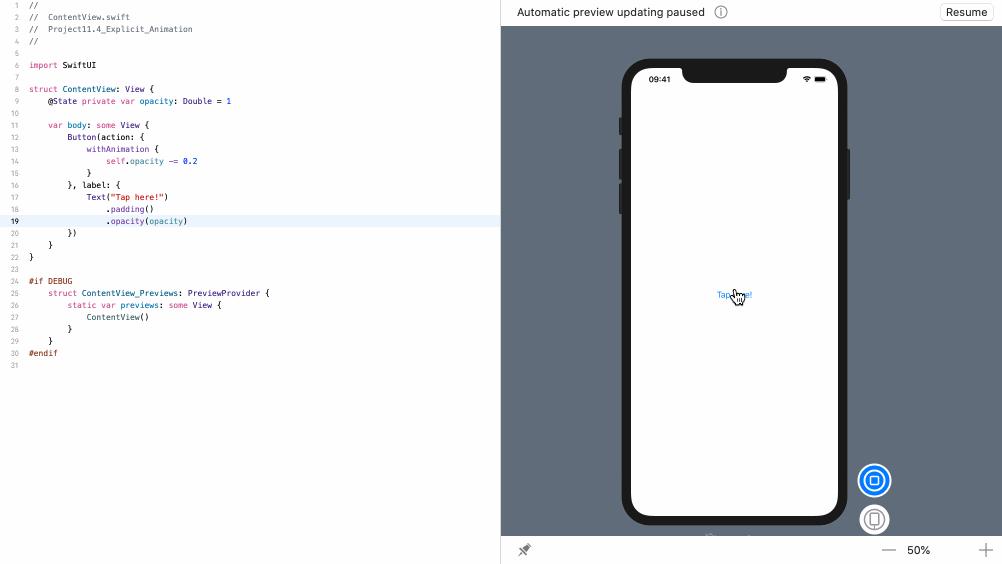 1 //
2 //  ContentView.swift
3 //  Project11.4_Explicit_Animation
4 //
5
6 import SwiftUI
7
8 struct ContentView: View {
9     @State private var opacity: Double = 1
10
11     var body: some View {
12         Button(action: {
13             withAnimation {
14                 self.opacity -= 0.2
15             }
16         }, label: {
17             Text("Tap here!")
18                 .padding()
19                 .opacity(opacity)
20         })
21     }
22 }
23
24 #if DEBUG
25     struct ContentView_Previews: PreviewProvider {
26         static var previews: some View {
27             ContentView()
28         }
29     }
30 #endif
31
Automatic preview updating paused
Resume
09:41
50%